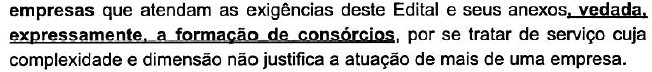 empresas que atendam as exigências deste Edital e seus anexos, vedada,
expressamente, a formação de consórcios, por se tratar de serviço cuja
complexidade e dimensão não justifica a atuação de mais de uma empresa.